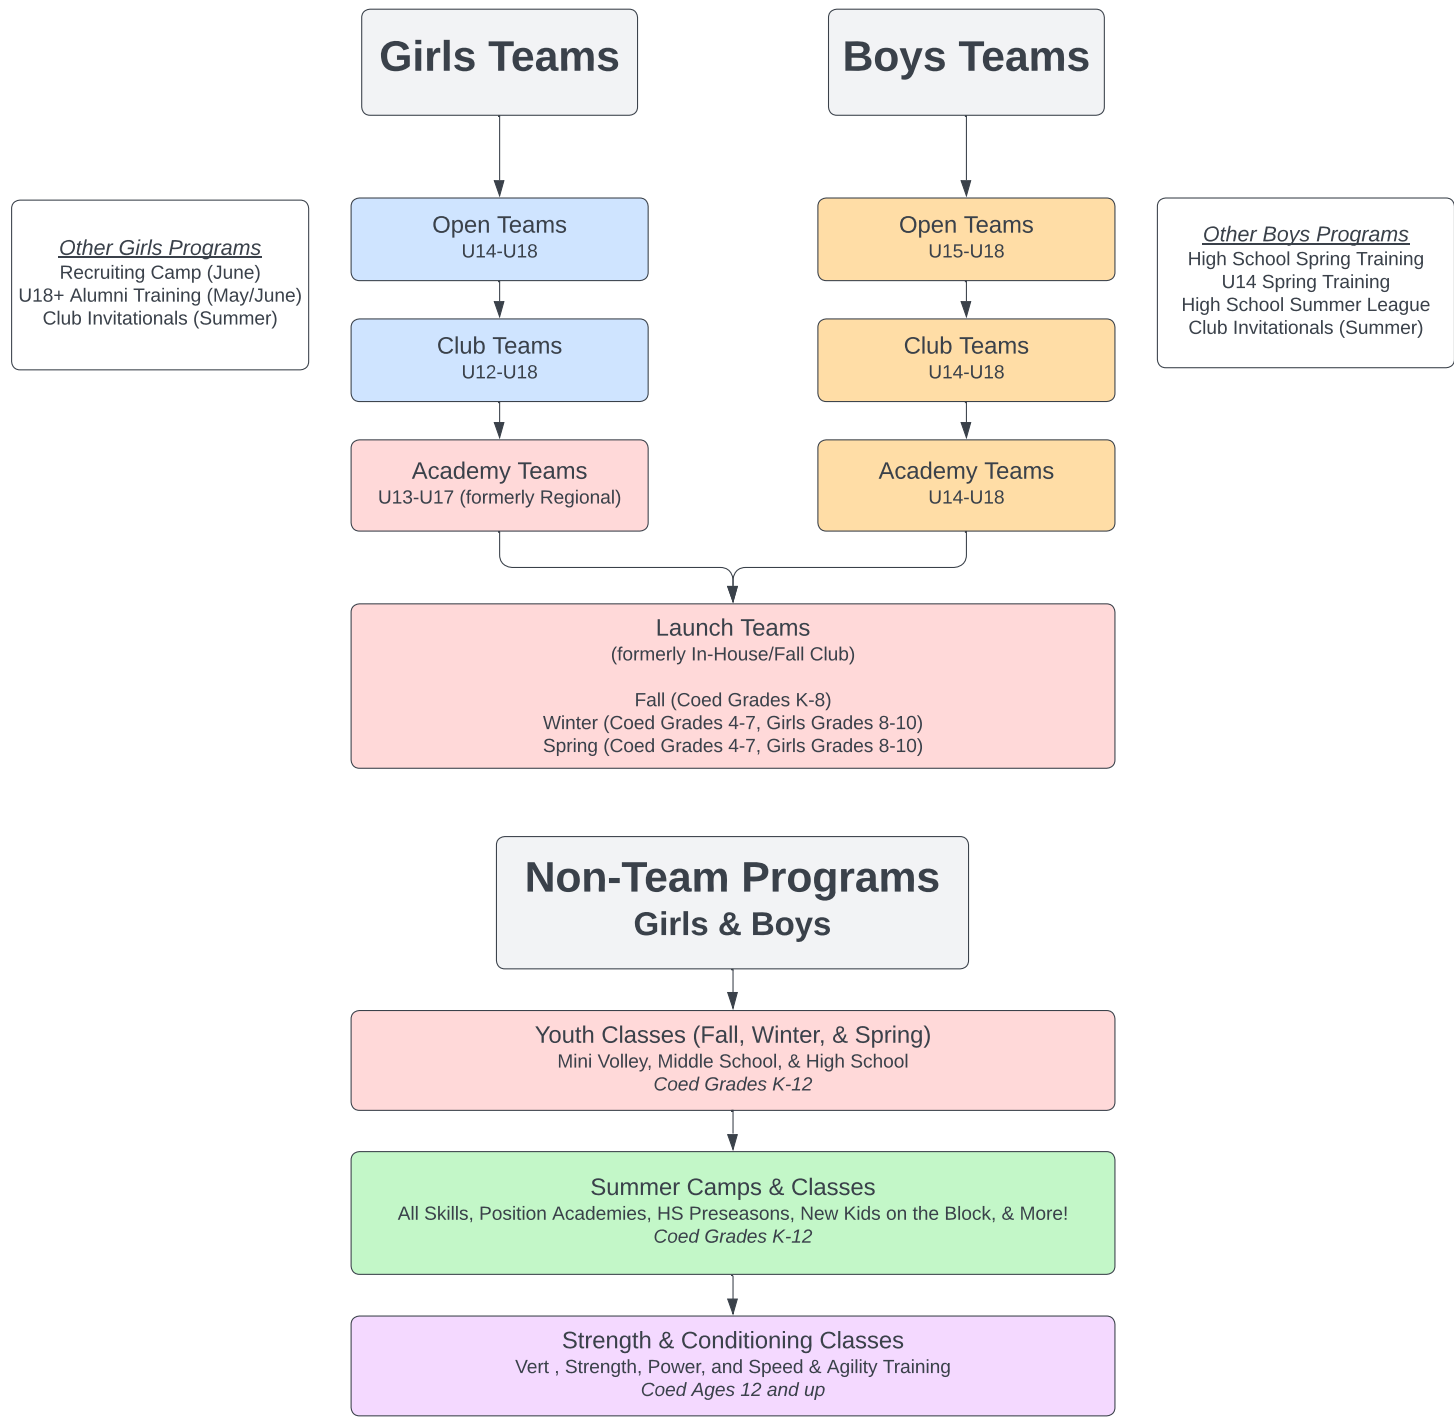 Girls Teams
Boys Teams
Other Girls Programs
Recruiting Camp (June)
U18+ Alumni Training (May/June)
Club Invitationals (Summer)
Open Teams
U14-U18
Open Teams
U15-U18
Other Boys Programs
High School Spring Training
U14 Spring Training
High School Summer League
Club Invitationals (Summer)
Club Teams
U12-U18
Club Teams
U14-U18
Academy Teams
U13-U17 (formerly Regional)
Academy Teams
U14-U18
Launch Teams
(formerly In-House/Fall Club)
Fall (Coed Grades K-8)
Winter (Coed Grades 4-7, Girls Grades 8-10)
Spring (Coed Grades 4-7, Girls Grades 8-10)
Non-Team Programs
Girls & Boys
Youth Classes (Fall, Winter, & Spring)
Mini Volley, Middle School, & High School
Coed Grades K-12
Summer Camps & Classes
All Skills, Position Academies, HS Preseasons, New Kids on the Block, & More!
Coed Grades K-12
Strength & Conditioning Classes
Vert , Strength, Power, and Speed & Agility Training
Coed Ages 12 and up